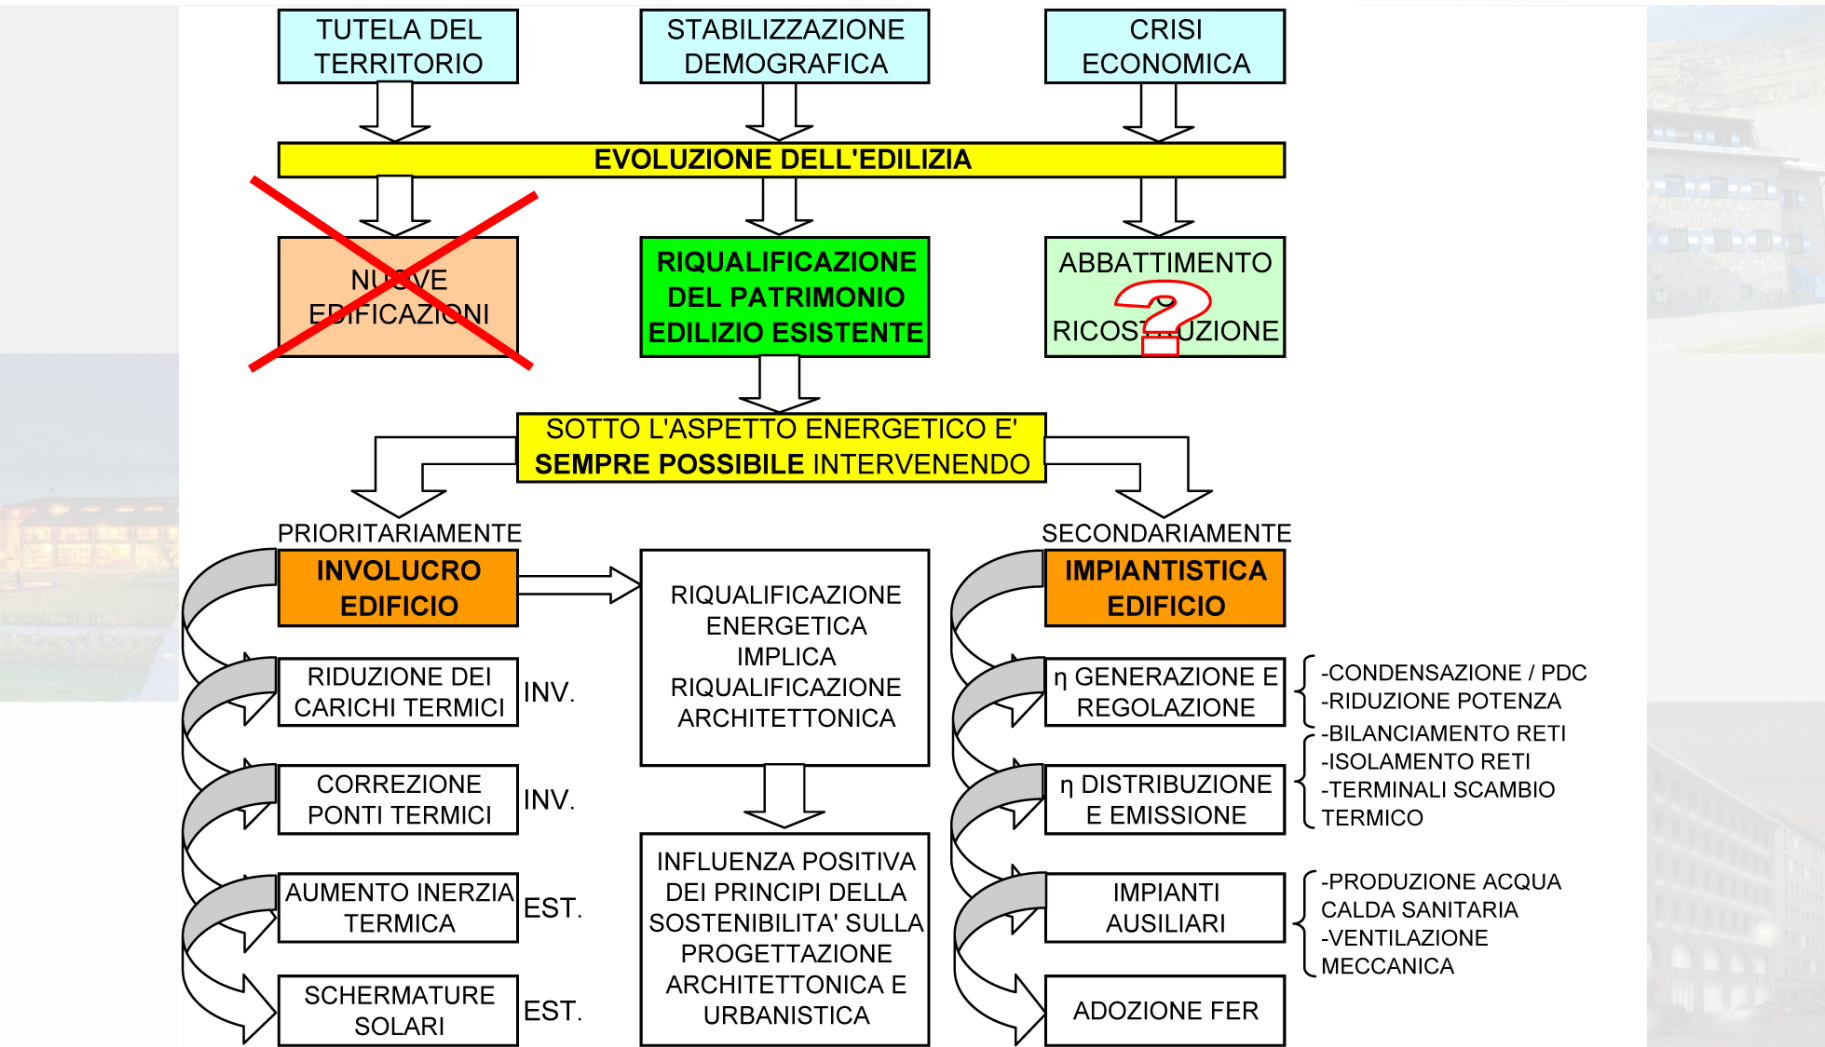 TUTELA DEL
TERRITORIO
STABILIZZAZIONE
DEMOGRAFICA
CRISI
ECONOMICA
EVOLUZIONE DELL'EDILIZIA
NUOVE
EDIFICAZIONI
RIQUALIFICAZIONE
DEL PATRIMONIO
EDILIZIO ESISTENTE
ABBATTIMENTO
?
RICOSTRUZIONE
SOTTO L'ASPETTO ENERGETICO E'
SEMPRE POSSIBILE INTERVENENDO
PRIORITARIAMENTE
INVOLUCRO
EDIFICIO
RIDUZIONE DEI
CARICHI TERMICI
INV.
CORREZIONE
PONTI TERMICI
INV.
AUMENTO INERZIA
TERMICA
EST.
SCHERMATURE
SOLARI
EST.
RIQUALIFICAZIONE
ENERGETICA
IMPLICA
RIQUALIFICAZIONE
ARCHITETTONICA
INFLUENZA POSITIVA
DEI PRINCIPI DELLA
SOSTENIBILITA' SULLA
PROGETTAZIONE
ARCHITETTONICA E
URBANISTICA
SECONDARIAMENTE
IMPIANTISTICA
EDIFICIO
η GENERAZIONE E
REGOLAZIONE
-CONDENSAZIONE / PDC
-RIDUZIONE POTENZA
η DISTRIBUZIONE
E EMISSIONE
-BILANCIAMENTO RETI
-ISOLAMENTO RETI
-TERMINALI SCAMBIO
TERMICO
IMPIANTI
AUSILIARI
-PRODUZIONE ACQUA
CALDA SANITARIA
-VENTILAZIONE
MECCANICA
ADOZIONE FER